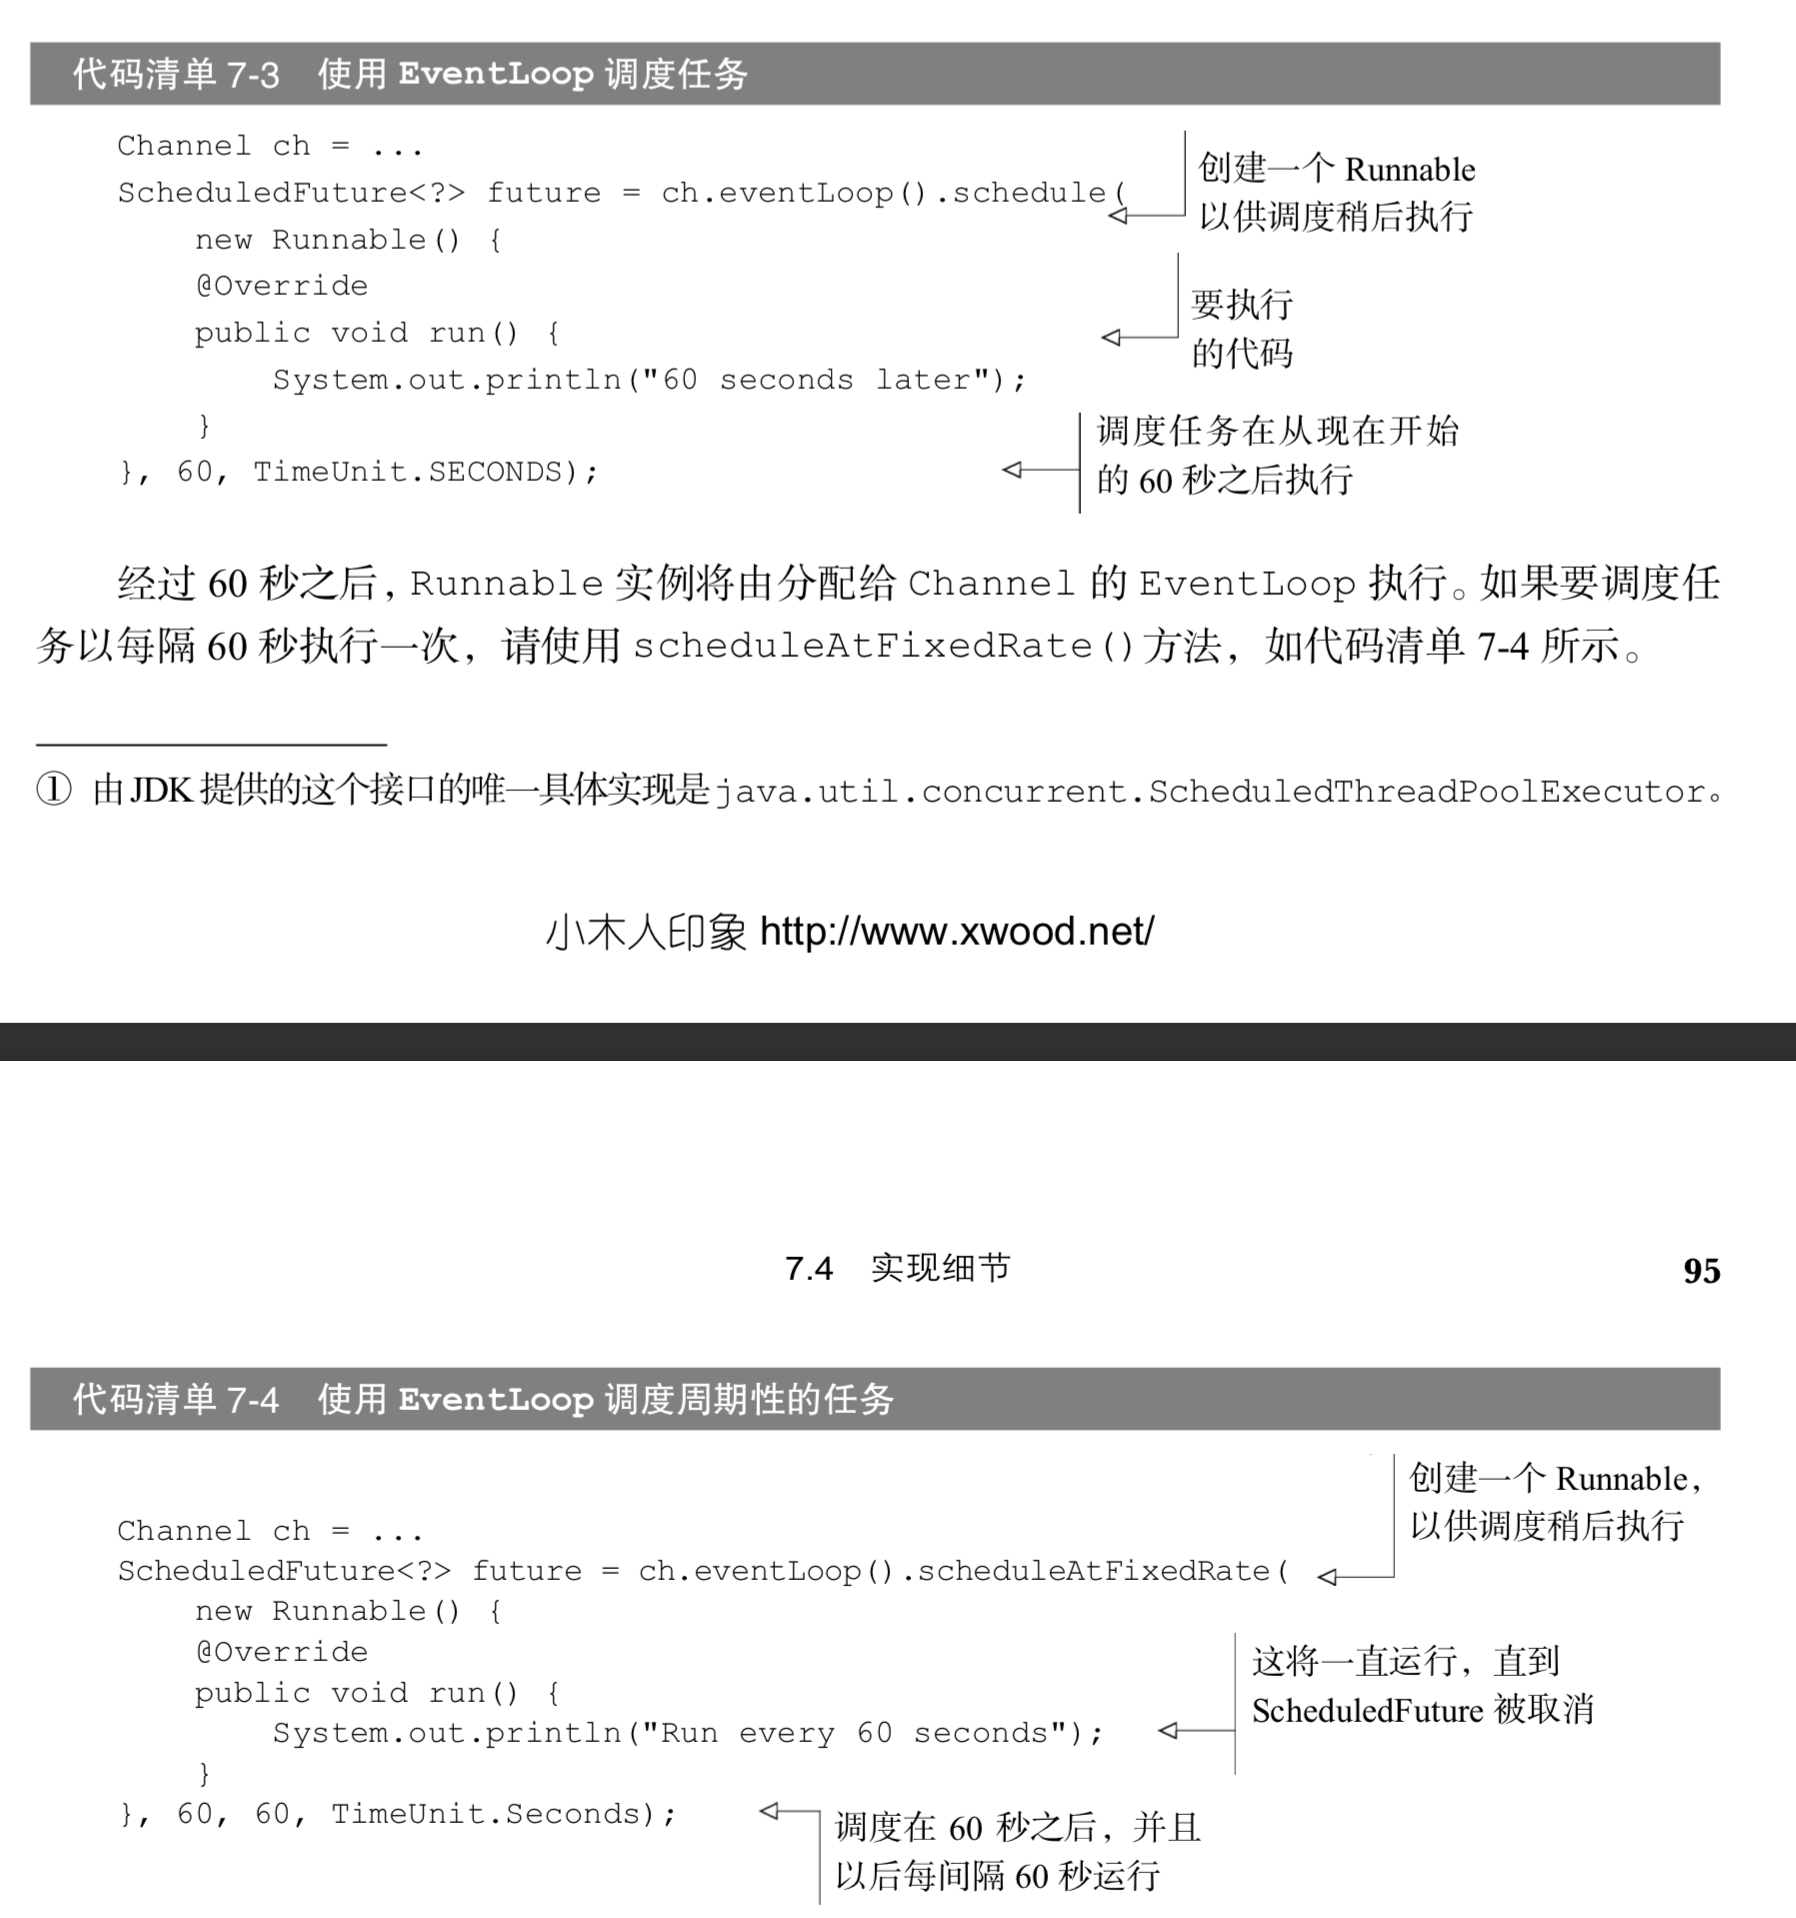 代码清单 7-3 使用 EventLoop 调度任务
Channel ch = ...
ScheduledFuture<?> future = ch.eventLoop().schedule(
创建一个 Runnable
以供调度稍后执行
new Runnable() {
@Override
public void run() {
要执行
的代码
System.out.println("60 seconds later");
}
}, 60, TimeUnit.SECONDS);
调度任务在从现在开始
的 60 秒之后执行
经过 60 秒之后，Runnable 实例将由分配给 Channel 的 EventLoop 执行。如果要调度任
务以每隔 60 秒执行一次，请使用 scheduleAtFixedRate()方法，如代码清单 7-4 所示。
① 由 JDK 提供的这个接口的唯一具体实现是 java.util.concurrent.ScheduledThreadPoolExecutor。
小木人印象 http://www.xwood.net/
7.4 实现细节 95
代码清单 7-4 使用 EventLoop 调度周期性的任务
Channel ch = ...
ScheduledFuture<?> future = ch.eventLoop().scheduleAtFixedRate(
创建一个 Runnable，
以供调度稍后执行
new Runnable() {
@Override
public void run() {
System.out.println("Run every 60 seconds");
这将一直运行，直到
ScheduledFuture 被取消
}
}, 60, 60, TimeUnit.Seconds);
调度在 60 秒之后，并且
以后每间隔 60 秒运行